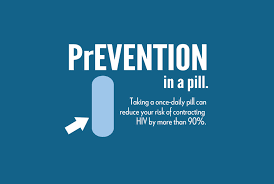 PrEVENTION
in a pill.
Taking a once-daily pill can
reduce your risk of contracting
HIV by more than 90%.